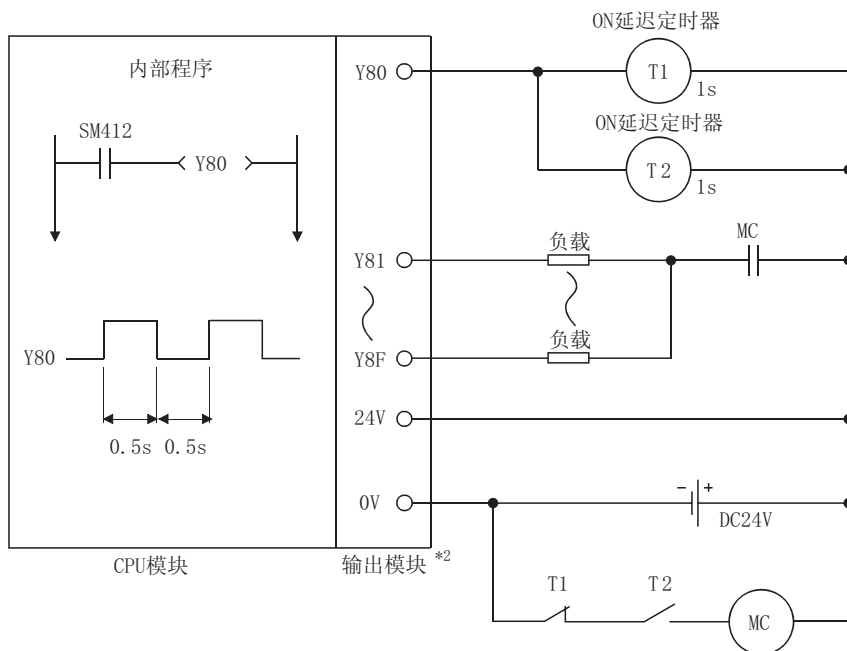 ON延迟定时器
内部程序
Y80
T1
1s
SM412
ON延迟定时器
Y80
T2
1s
MC
负载
Y81
负载
Y80
Y8F
24V
0.5s 0.5s
0V
- +
DC24V
CPU模块
输出模块 *2
T1
T2
MC